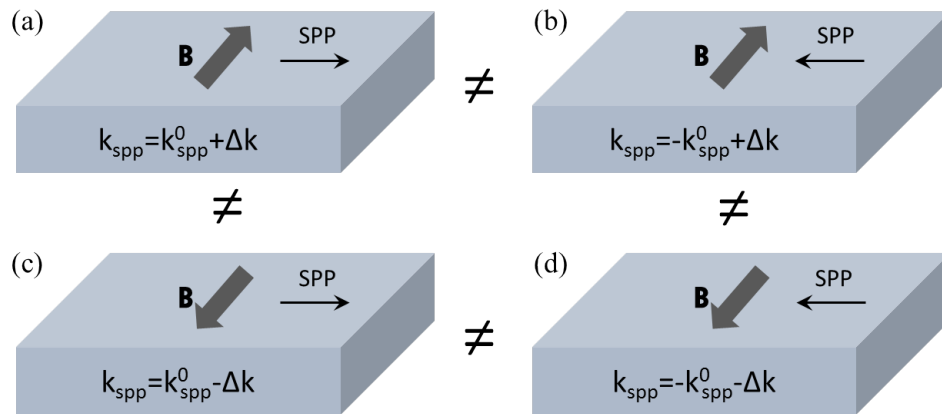 (a)
SPP
B
k_spp=k^0_spp+Δk
≠
(b)
SPP
B
k_spp=-k^0_spp+Δk
≠
≠
(c)
SPP
B
k_spp=k^0_spp-Δk
≠
(d)
SPP
B
k_spp=-k^0_spp-Δk